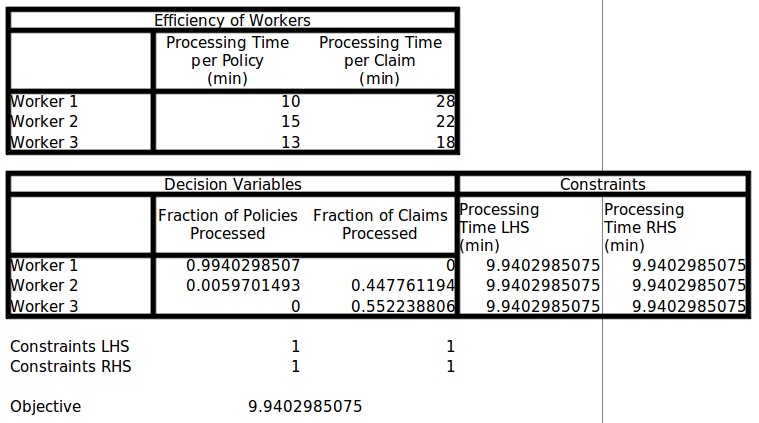 Efficiency of Workers
Processing Time per Policy (min) Processing Time per Claim (min)
Worker 1 10 28
Worker 2 15 22
Worker 3 13 18
Decision Variables Constraints
Fraction of Policies Processed Fraction of Claims Processed Processing Time LHS (min) Processing Time RHS (min)
Worker 1 0.9940298507 0 9.9402985075 9.9402985075
Worker 2 0.0059701493 0.447761194 9.9402985075 9.9402985075
Worker 3 0 0.552238806 9.9402985075 9.9402985075
Constraints LHS 1 1
Constraints RHS 1 1
Objective 9.9402985075